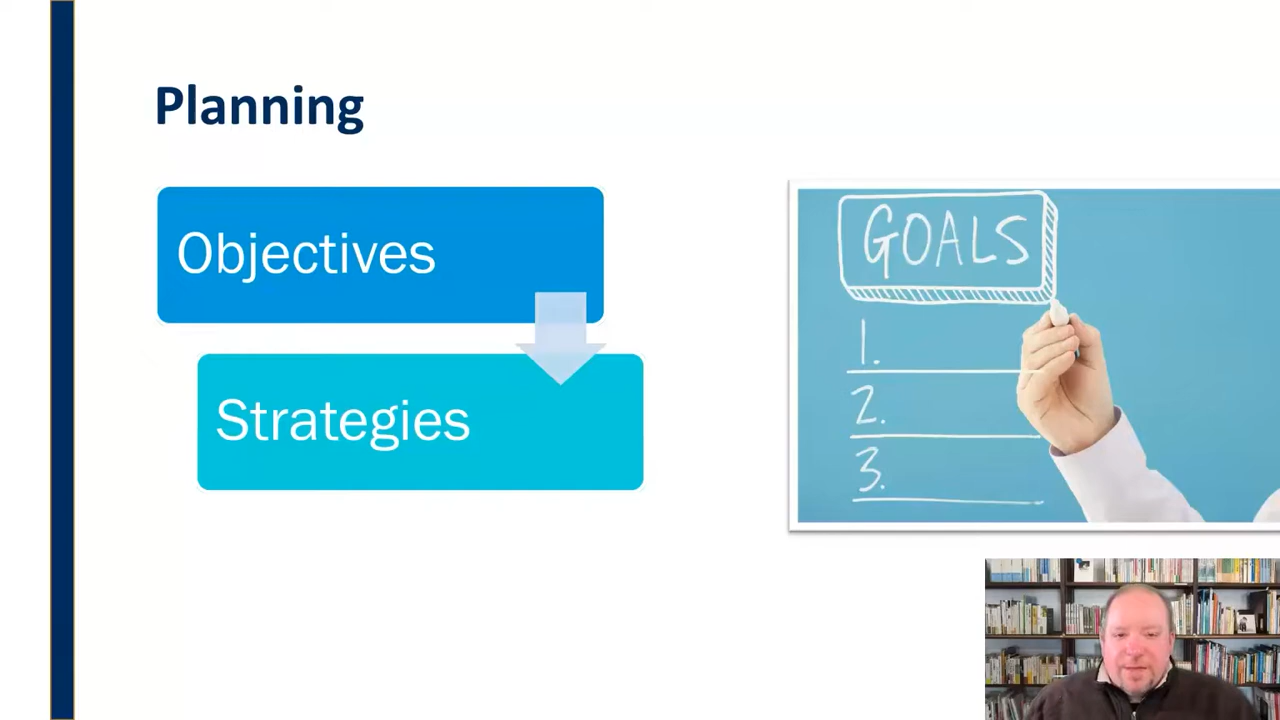 Planning
Objectives
Strategies
GOALS
1.
2.
3.